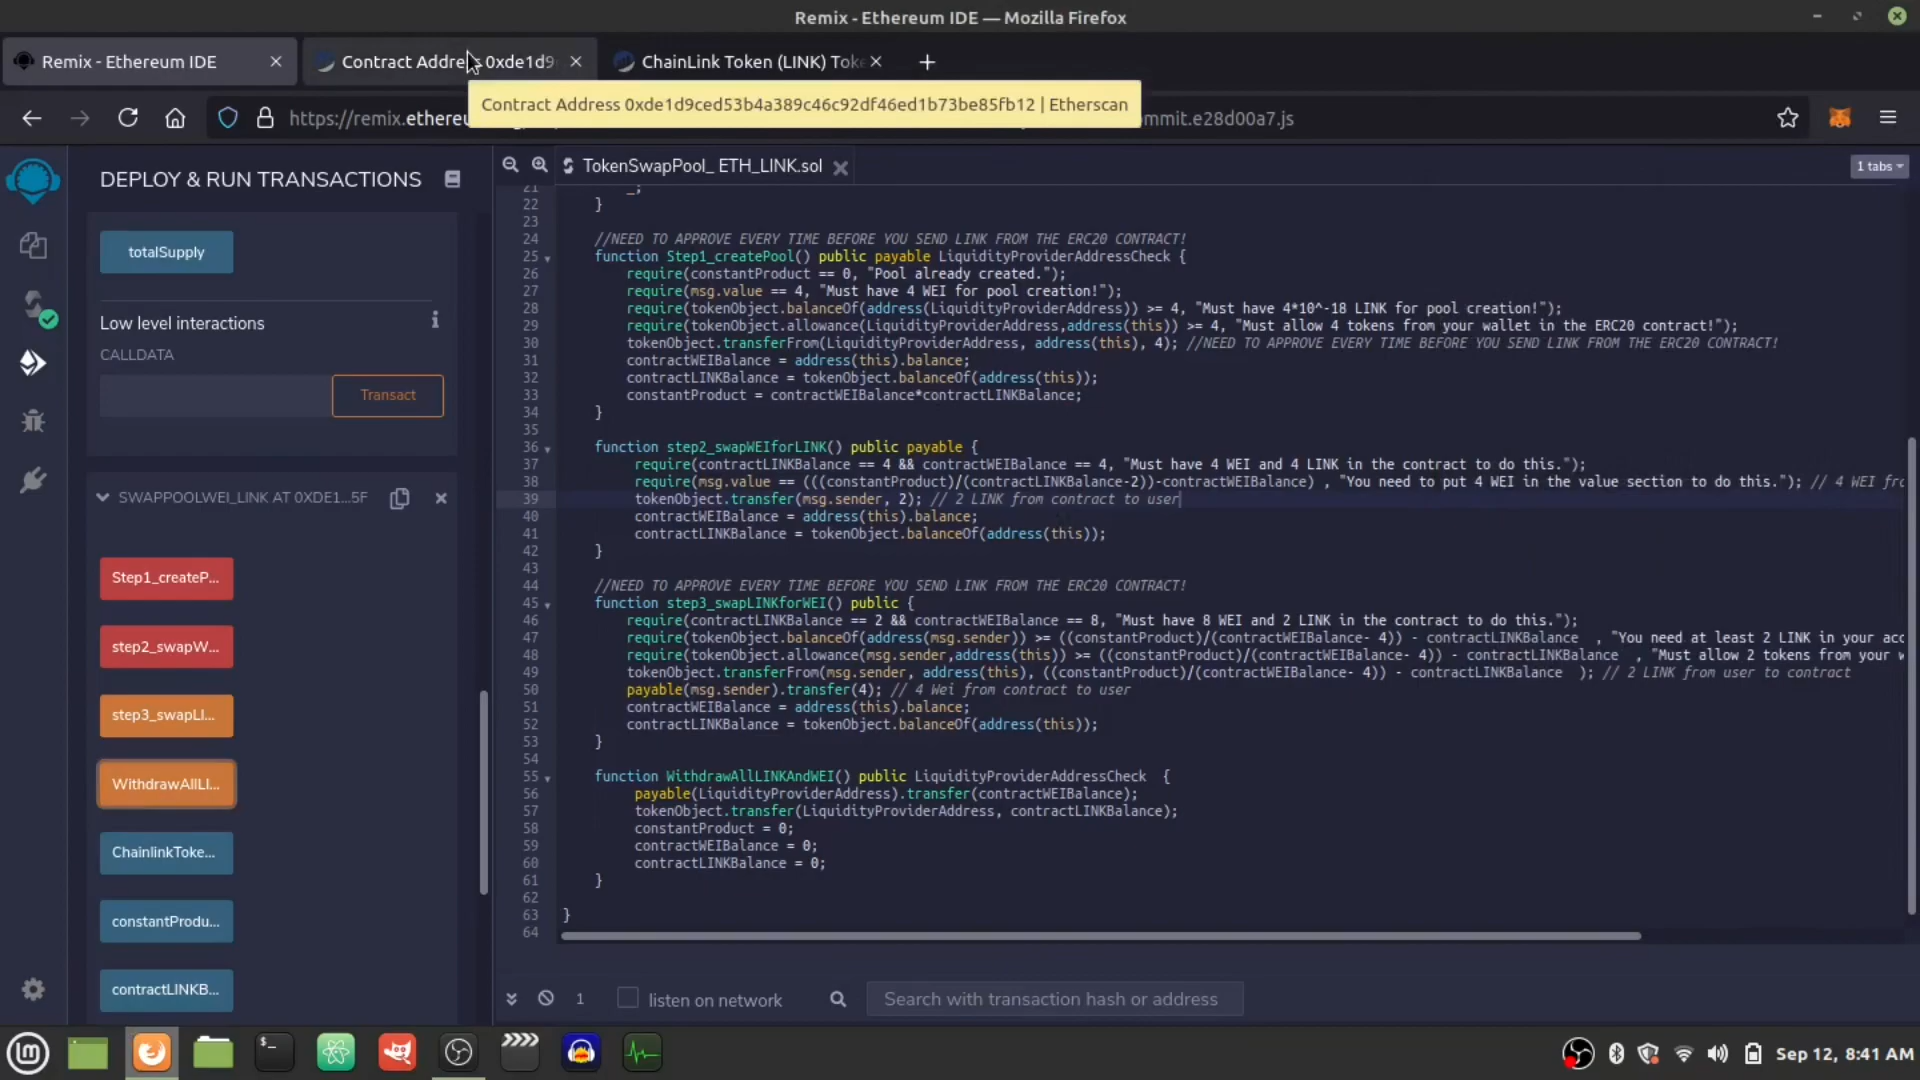 Remix - Ethereum IDE — Mozilla Firefox
Remix - Ethereum IDE
Contract Addre 0xde1d9
ChainLink Token (LINK) Toke
Contract Address 0xde1d9ced53b4a389c46c92df46ed1b73be85fb12 | Etherscan
https://remix.ethereu
mmit.e28d00a7.js
DEPLOY & RUN TRANSACTIONS
TokenSwapPool_ ETH_LINK.sol
1 tabs
totalSupply
Low level interactions
CALLDATA
Transact
SWAPPOOLWEI_LINK AT 0XDE1...5F
Step1_createP...
step2_swapW...
step3_swapLI...
WithdrawAllLI...
ChainlinkToke...
constantProdu...
contractLINKB...
21 _;
22 }
23
24 //NEED TO APPROVE EVERY TIME BEFORE YOU SEND LINK FROM THE ERC20 CONTRACT!
25 function Step1_createPool() public payable LiquidityProviderAddressCheck {
26 require(constantProduct == 0, "Pool already created.");
27 require(msg.value == 4, "Must have 4 WEI for pool creation!");
28 require(tokenObject.balanceOf(address(LiquidityProviderAddress)) >= 4, "Must have 4*10^-18 LINK for pool creation!");
29 require(tokenObject.allowance(LiquidityProviderAddress,address(this)) >= 4, "Must allow 4 tokens from your wallet in the ERC20 contract!");
30 tokenObject.transferFrom(LiquidityProviderAddress, address(this), 4); //NEED TO APPROVE EVERY TIME BEFORE YOU SEND LINK FROM THE ERC20 CONTRACT!
31 contractWEIBalance = address(this).balance;
32 contractLINKBalance = tokenObject.balanceOf(address(this));
33 constantProduct = contractWEIBalance*contractLINKBalance;
34 }
35
36 function step2_swapWEIforLINK() public payable {
37 require(contractLINKBalance == 4 && contractWEIBalance == 4, "Must have 4 WEI and 4 LINK in the contract to do this.");
38 require(msg.value == (((constantProduct)/(contractLINKBalance-2))-contractWEIBalance) , "You need to put 4 WEI in the value section to do this."); // 4 WEI fro
39 tokenObject.transfer(msg.sender, 2); // 2 LINK from contract to user
40 contractWEIBalance = address(this).balance;
41 contractLINKBalance = tokenObject.balanceOf(address(this));
42 }
43
44 //NEED TO APPROVE EVERY TIME BEFORE YOU SEND LINK FROM THE ERC20 CONTRACT!
45 function step3_swapLINKforWEI() public {
46 require(contractLINKBalance == 2 && contractWEIBalance == 8, "Must have 8 WEI and 2 LINK in the contract to do this.");
47 require(tokenObject.balanceOf(address(msg.sender)) >= ((constantProduct)/(contractWEIBalance- 4)) - contractLINKBalance , "You need at least 2 LINK in your acc
48 require(tokenObject.allowance(msg.sender,address(this)) >= ((constantProduct)/(contractWEIBalance- 4)) - contractLINKBalance , "Must allow 2 tokens from your w
49 tokenObject.transferFrom(msg.sender, address(this), ((constantProduct)/(contractWEIBalance- 4)) - contractLINKBalance ); // 2 LINK from user to contract
50 payable(msg.sender).transfer(4); // 4 Wei from contract to user
51 contractWEIBalance = address(this).balance;
52 contractLINKBalance = tokenObject.balanceOf(address(this));
53 }
54
55 function WithdrawAllLINKAndWEI() public LiquidityProviderAddressCheck {
56 payable(LiquidityProviderAddress).transfer(contractWEIBalance);
57 tokenObject.transfer(LiquidityProviderAddress, contractLINKBalance);
58 constantProduct = 0;
59 contractWEIBalance = 0;
60 contractLINKBalance = 0;
61 }
62
63 }
64
1 listen on network
Search with transaction hash or address
Sep 12, 8:41 AM